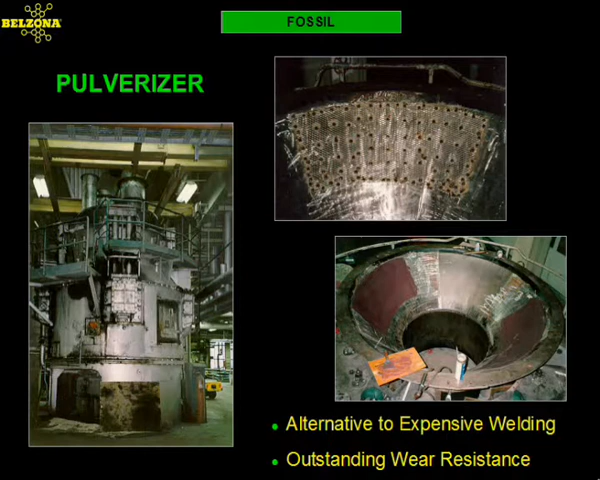 BELZONA
FOSSIL
PULVERIZER
Alternative to Expensive Welding
Outstanding Wear Resistance